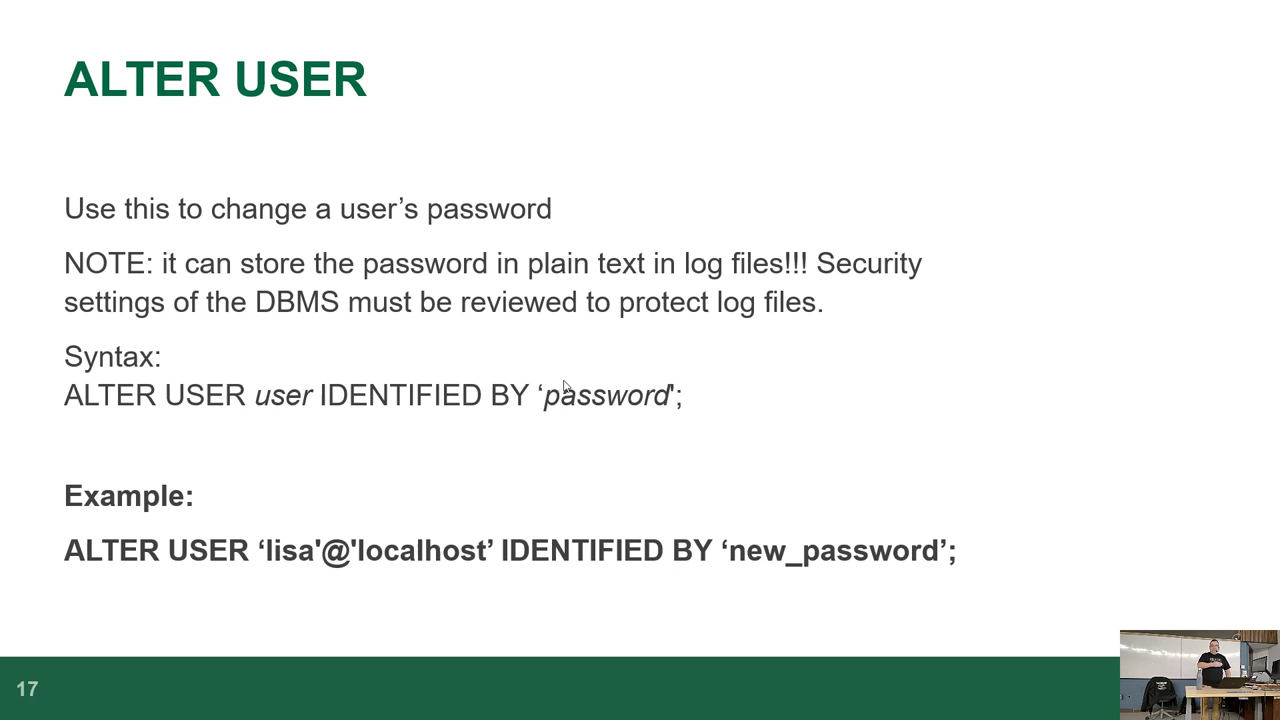 ALTER USER
Use this to change a user’s password
NOTE: it can store the password in plain text in log files!!! Security
settings of the DBMS must be reviewed to protect log files.
Syntax:
ALTER USER user IDENTIFIED BY ‘password';
Example:
ALTER USER ‘lisa'@'localhost’ IDENTIFIED BY ‘new_password’;
17